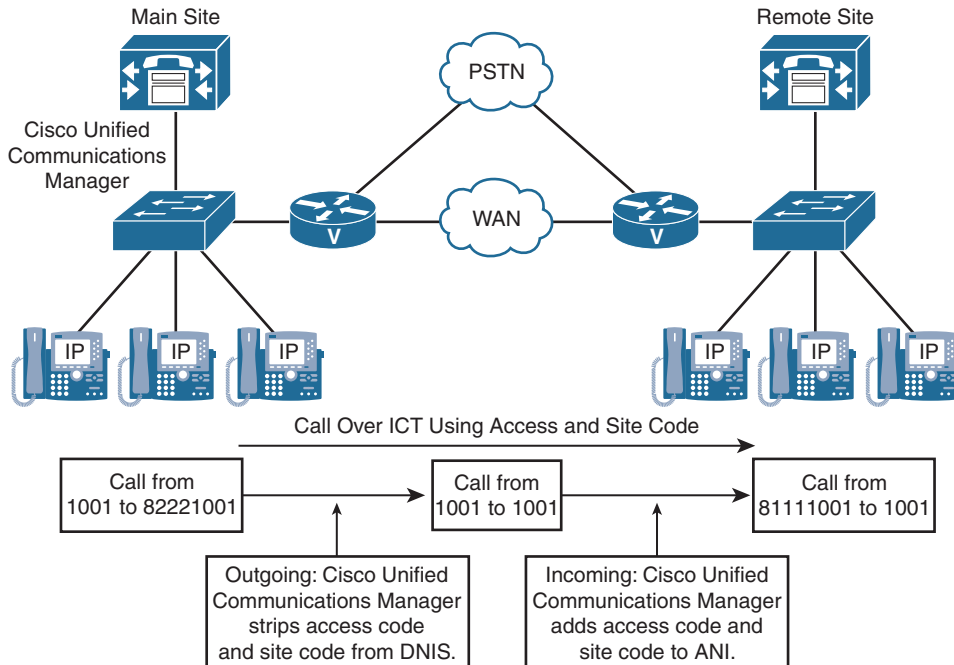 Main Site
Remote Site
PSTN
Cisco Unified
Communications
Manager
V
WAN
V
IP
IP
IP
IP
IP
IP
Call Over ICT Using Access and Site Code
Call from
1001 to 82221001
Call from
1001 to 1001
Call from
81111001 to 1001
Outgoing: Cisco Unified
Communications Manager
strips access code
and site code from DNIS.
Incoming: Cisco Unified
Communications Manager
adds access code and
site code to ANI.